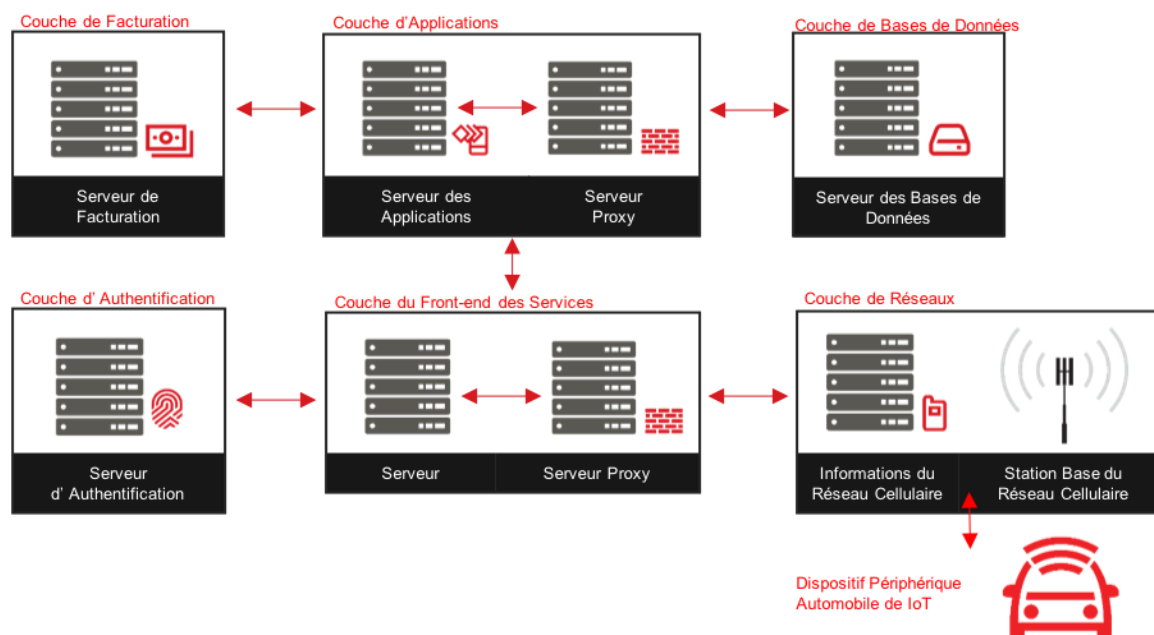 Couche de Facturation
Couche d'Applications
Couche de Bases de Données
Serveur de
Facturation
Serveur des
Applications
Serveur
Proxy
Serveur des Bases de
Données
Couche d' Authentification
Couche du Front-end des Services
Couche de Réseaux
Serveur
d' Authentification
Serveur
Serveur Proxy
Informations du
Réseau Cellulaire
Station Base du
Réseau Cellulaire
Dispositif Périphérique
Automobile de IoT